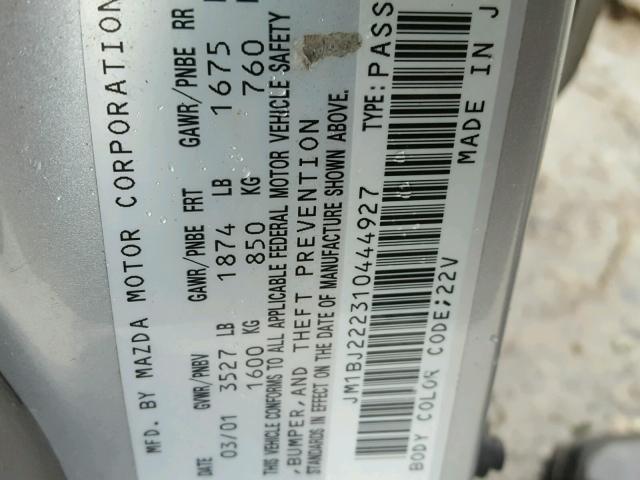 MFD. BY MAZDA MOTOR CORPORATION
DATE GVWR/PNBV GAWR/PNBE FRT GAWR/PNBE RR
03/01 3527 LB 1874 LB 1675
1600 KG 850 KG 760
THIS VEHICLE CONFORMS TO ALL APPLICABLE FEDERAL MOTOR VEHICLE SAFETY
,BUMPER,AND THEFT PREVENTION
STANDARDS IN EFFECT ON THE DATE OF MANUFACTURE SHOWN ABOVE.
JM1BJ222310444927 TYPE:PASS
BODY COLOR CODE;22V MADE IN J